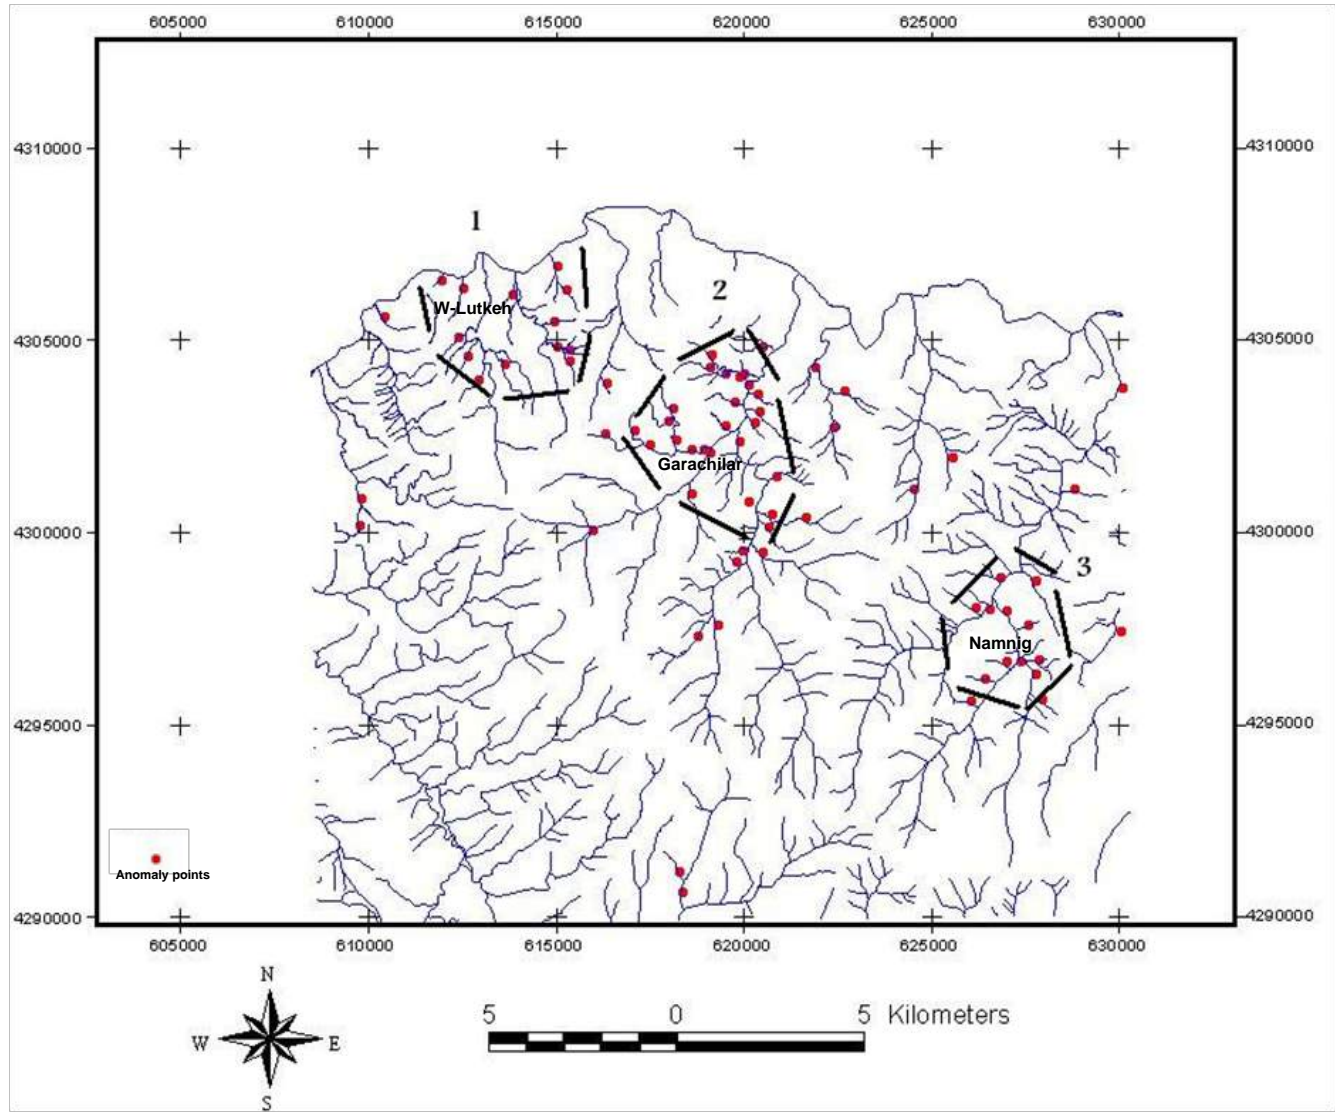 605000 610000 615000 620000 625000 630000
4310000 4310000
1
2
W-Lutkeh
4305000 4305000
Garachilar
4300000 4300000
3
Namnig
4295000 4295000
Anomaly points
4290000 4290000
605000 610000 615000 620000 625000 630000
N
5 0 5 Kilometers
W E
S